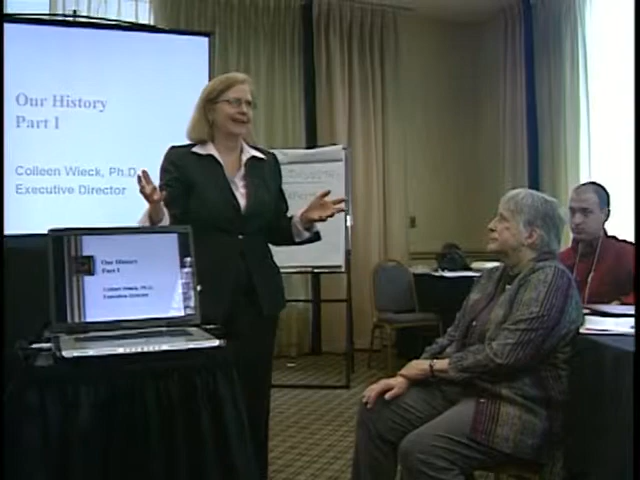 Our History
Part I
Colleen Wieck, Ph.D.
Executive Director
Our History
Part I
Colleen Wieck, Ph.D.
Executive Director